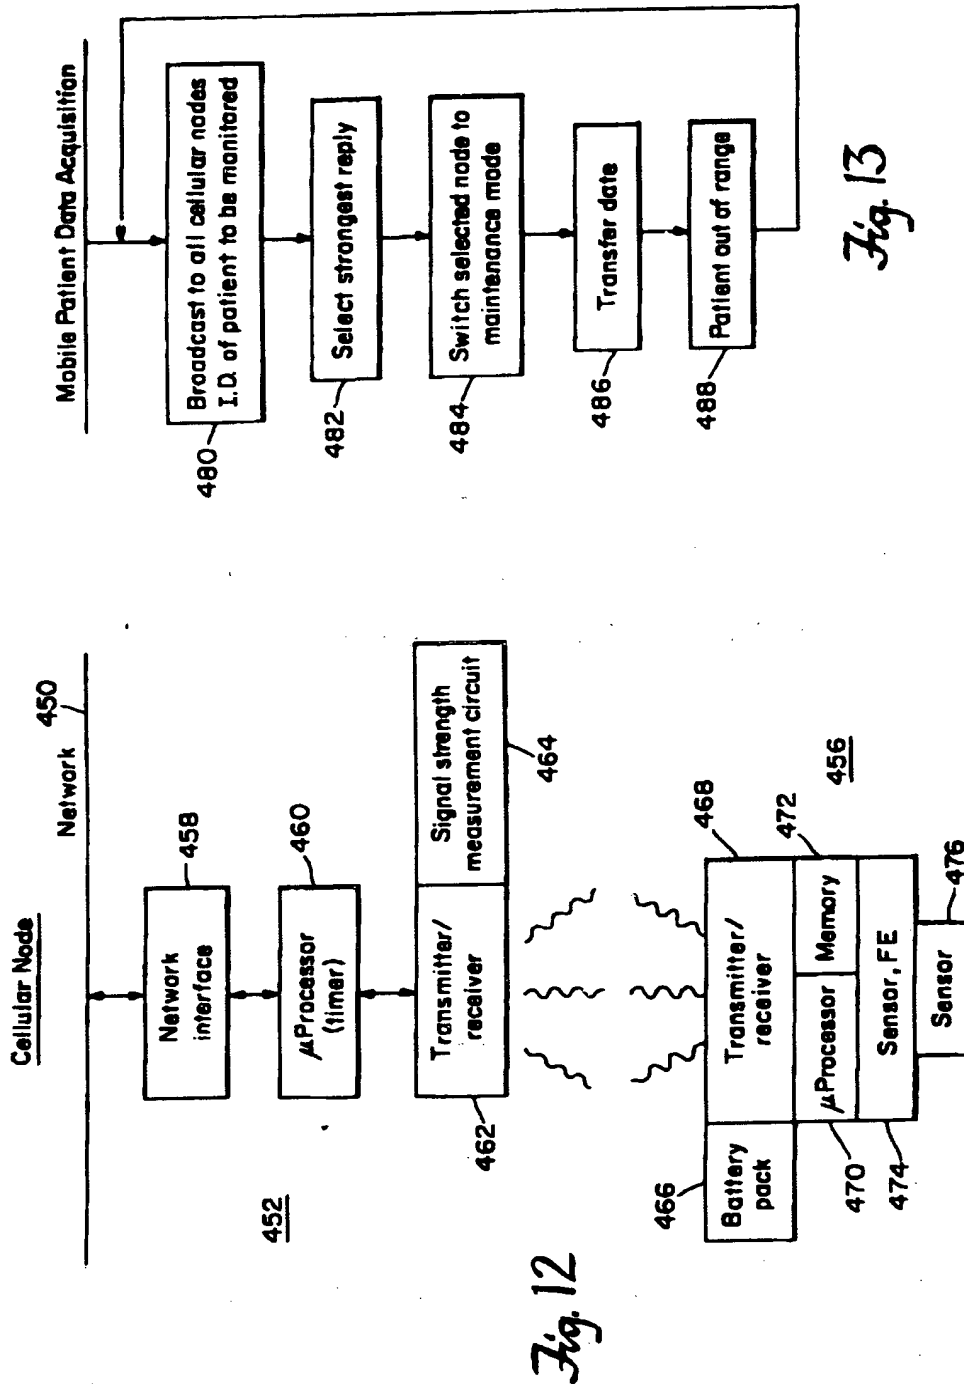 Cellular Node
Network
450
Network
interface
458
μProcessor
(timer)
460
452
Transmitter/
receiver
Signal strength
measurement circuit
462
464
466
Battery
pack
Transmitter/
receiver
468
μProcessor
Memory
472
456
470
Sensor, FE
474
Sensor
476
Fig. 12
Mobile Patient Data Acquisition
Broadcast to all cellular nodes
I.D. of patient to be monitored
480
Select strongest reply
482
Switch selected node to
maintenance mode
484
Transfer date
486
Patient out of range
488
Fig. 13